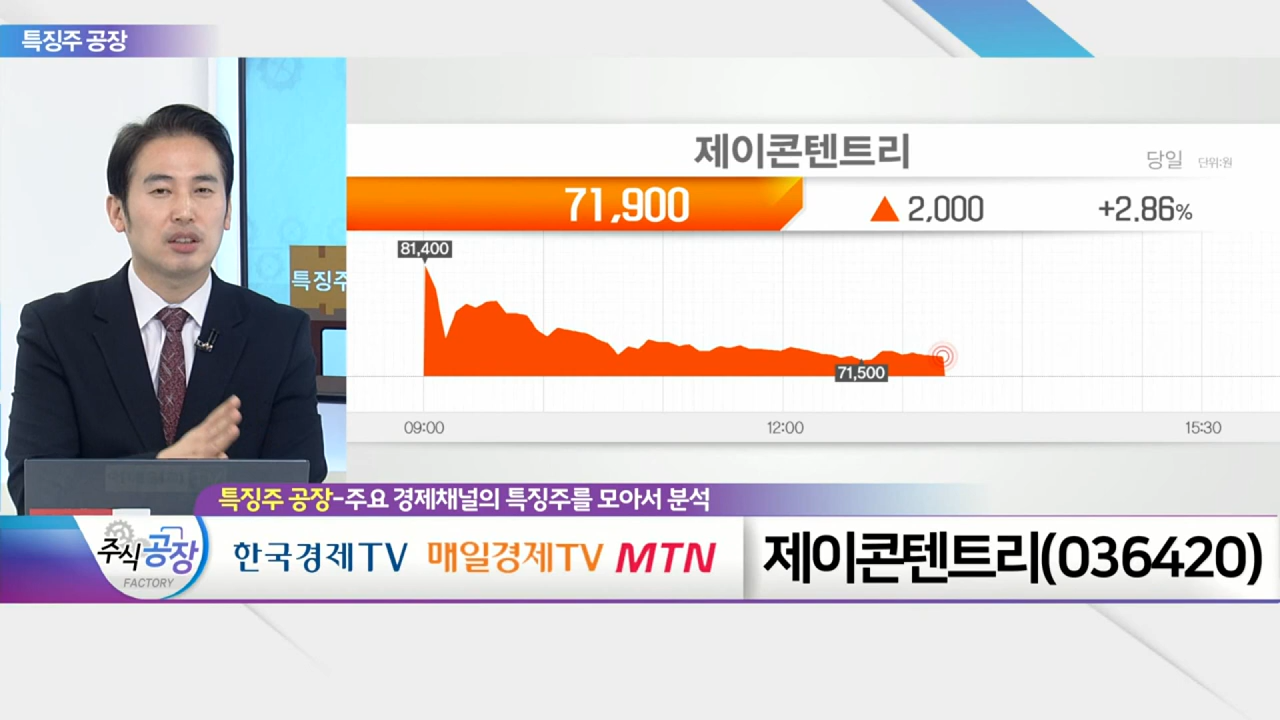 특징주 공장
특징주
제이콘텐트리
당일 단위:원
71,900 ▲ 2,000 +2.86%
81,400
71,500
09:00 12:00 15:30
특징주 공장-주요 경제채널의 특징주를 모아서 분석
주식공장
FACTORY
한국경제TV 매일경제TV MTN
제이콘텐트리(036420)